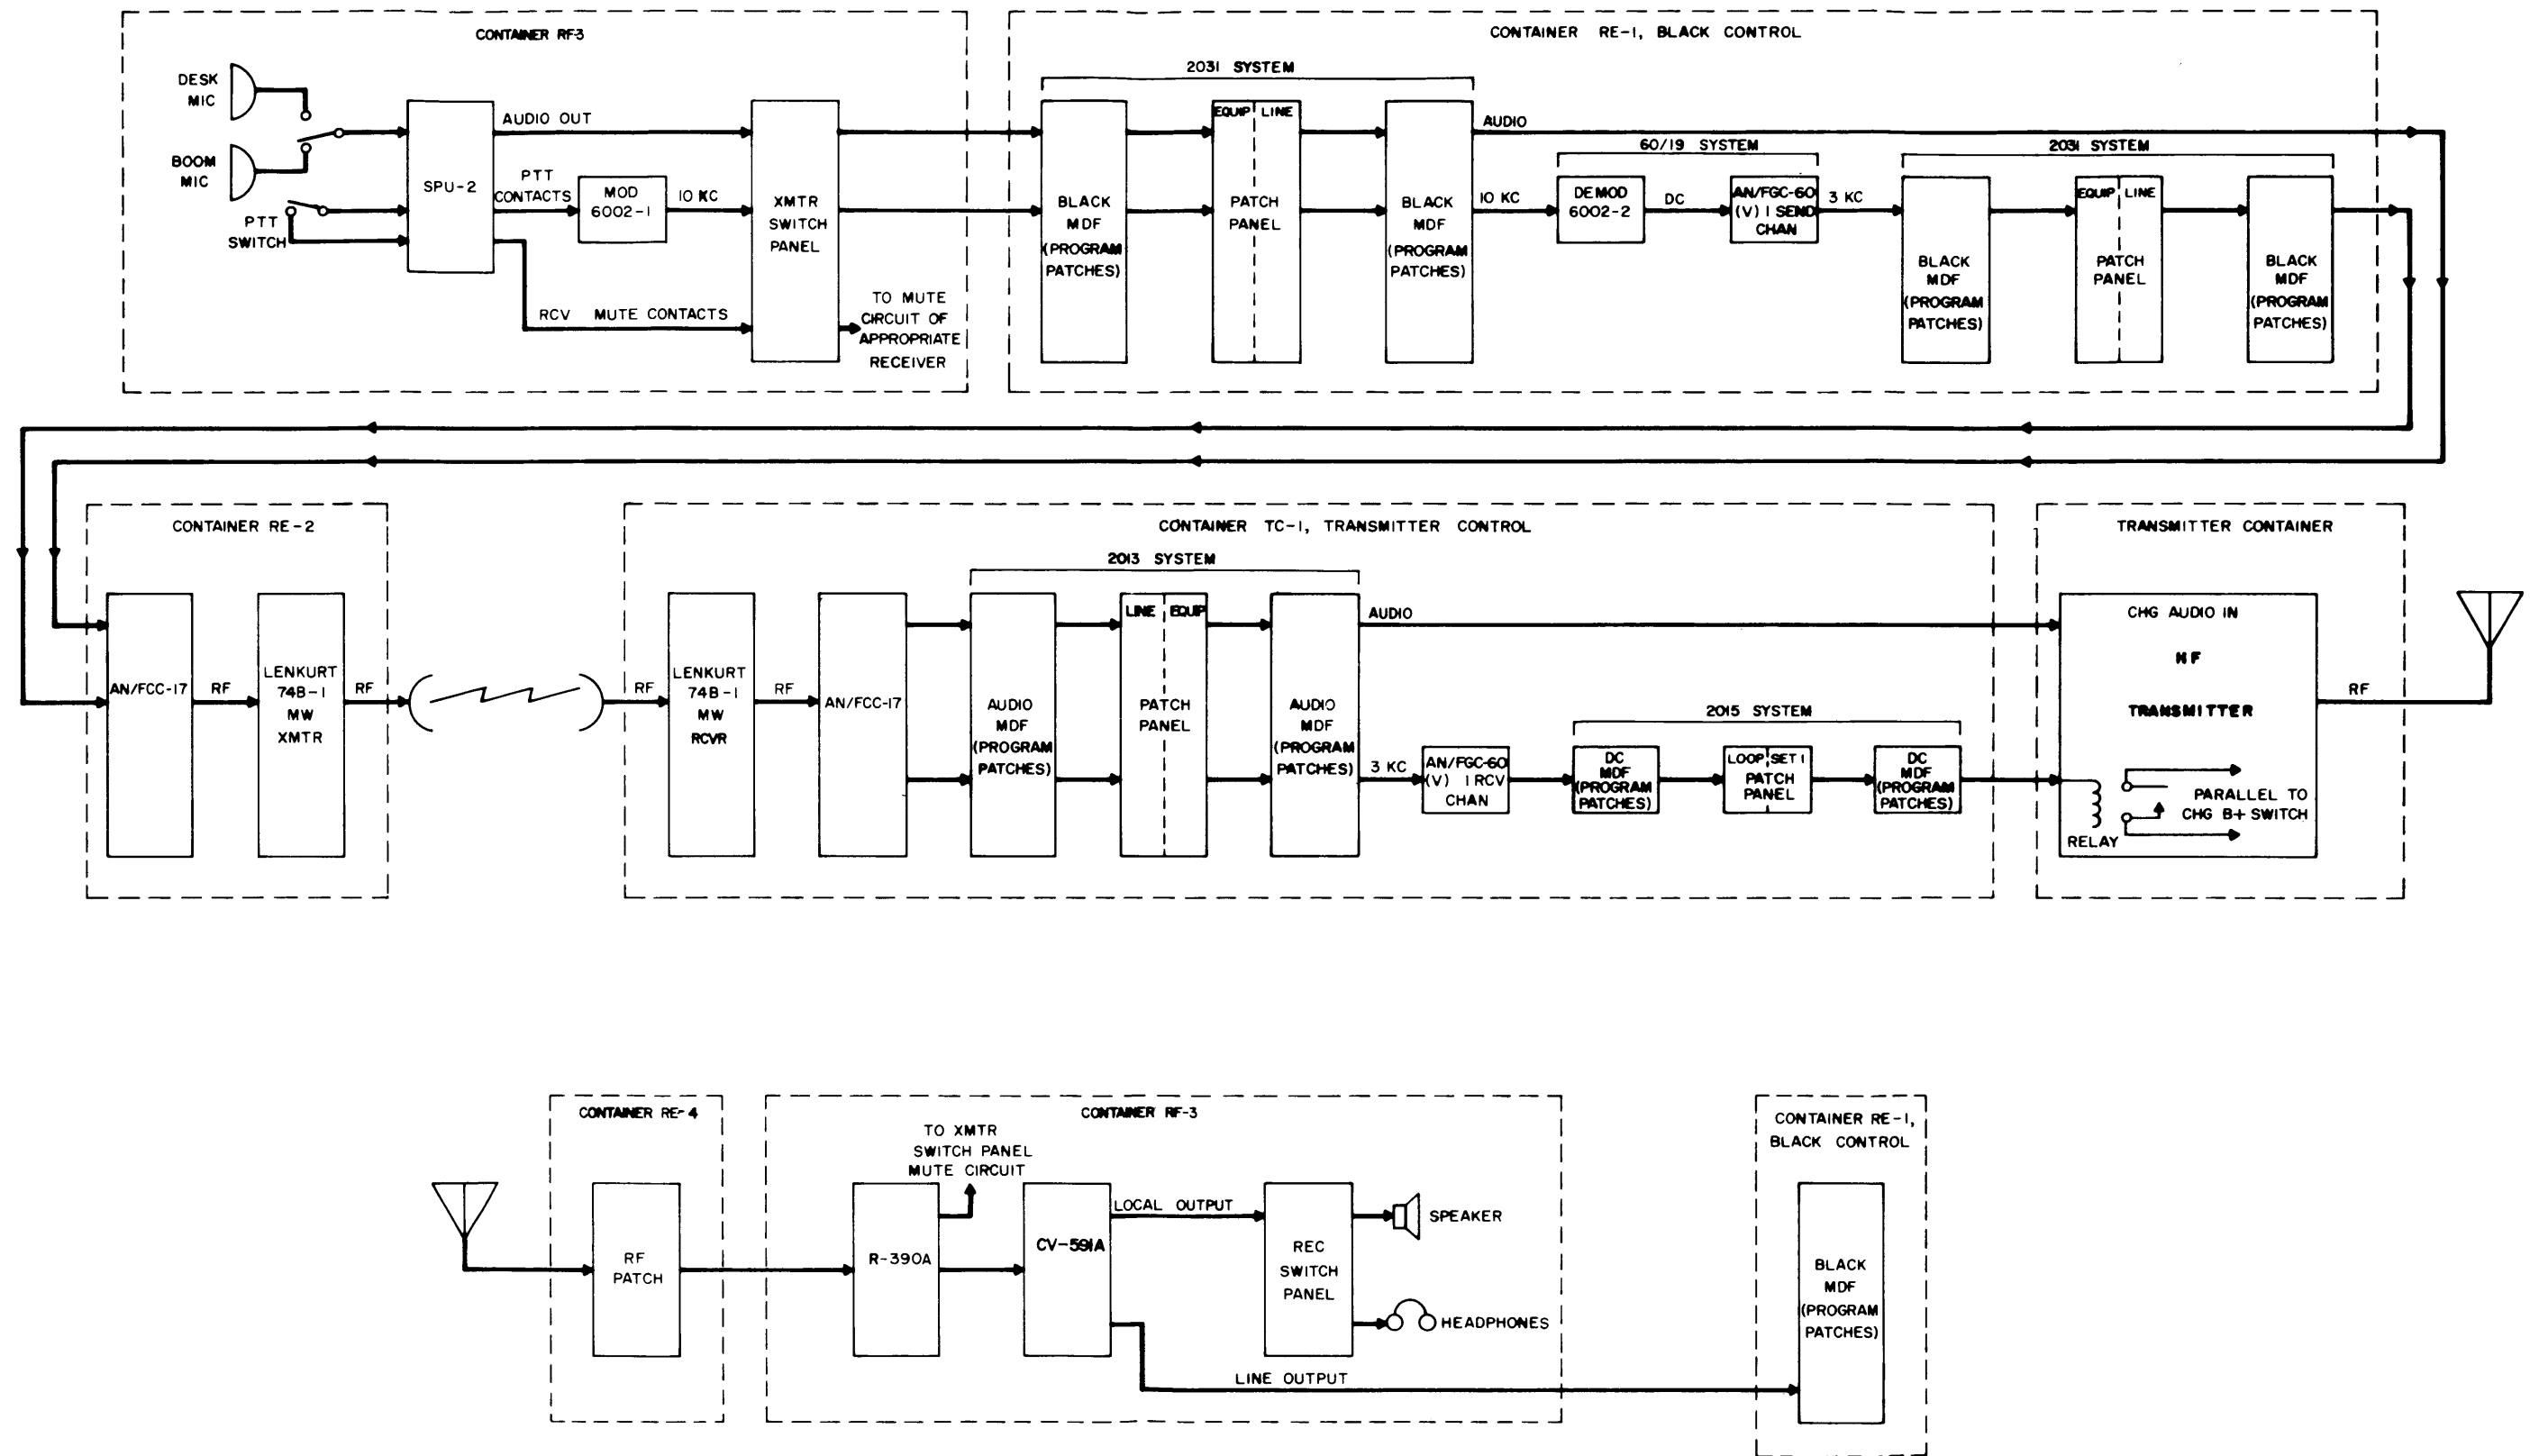 CONTAINER RF-3
DESK
MIC
BOOM
MIC
PTT
SWITCH
SPU-2
AUDIO OUT
PTT
CONTACTS
MOD
6002-1
10 KC
RCV MUTE CONTACTS
XMTR
SWITCH
PANEL
TO MUTE
CIRCUIT OF
APPROPRIATE
RECEIVER
CONTAINER RE-1, BLACK CONTROL
2031 SYSTEM
BLACK
MDF
(PROGRAM
PATCHES)
EQUIP LINE
PATCH
PANEL
BLACK
MDF
(PROGRAM
PATCHES)
AUDIO
10 KC
60/19 SYSTEM
DEMOD
6002-2
DC
AN/FGC-60
(V) 1 SEND
CHAN
3 KC
2031 SYSTEM
BLACK
MDF
(PROGRAM
PATCHES)
EQUIP LINE
PATCH
PANEL
BLACK
MDF
(PROGRAM
PATCHES)
CONTAINER RE-2
AN/FCC-17
RF
LENKURT
74B-1
MW
XMTR
RF
CONTAINER TC-1, TRANSMITTER CONTROL
RF
LENKURT
74B-1
MW
RCVR
RF
AN/FCC-17
2013 SYSTEM
AUDIO
MDF
(PROGRAM
PATCHES)
LINE EQUIP
PATCH
PANEL
AUDIO
MDF
(PROGRAM
PATCHES)
AUDIO
3 KC
AN/FGC-60
(V) 1 RCV
CHAN
2015 SYSTEM
DC
MDF
(PROGRAM
PATCHES)
LOOP SET 1
PATCH
PANEL
DC
MDF
(PROGRAM
PATCHES)
TRANSMITTER CONTAINER
CHG AUDIO IN
HF
TRANSMITTER
RELAY
PARALLEL TO
CHG B+ SWITCH
RF
CONTAINER RE-4
RF
PATCH
CONTAINER RF-3
TO XMTR
SWITCH PANEL
MUTE CIRCUIT
R-390A
CV-591A
LOCAL OUTPUT
LINE OUTPUT
REC
SWITCH
PANEL
SPEAKER
HEADPHONES
CONTAINER RE-1,
BLACK CONTROL
BLACK
MDF
(PROGRAM
PATCHES)